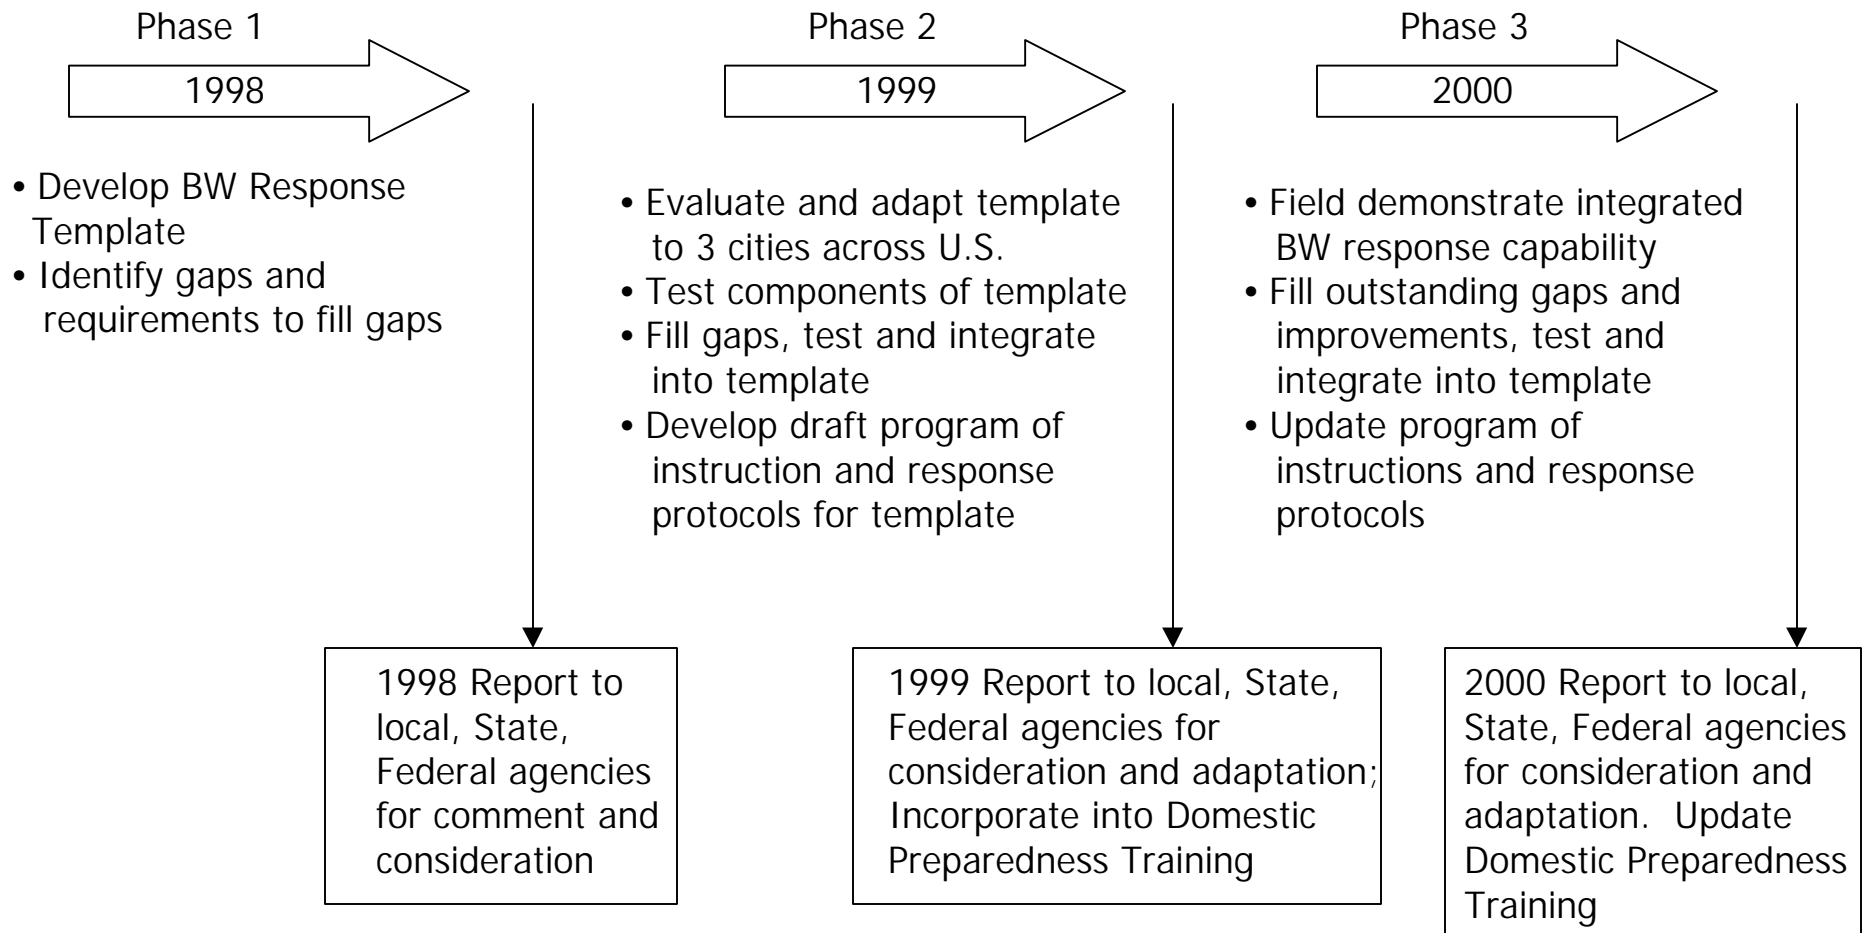 Phase 1
1998
• Develop BW Response
Template
• Identify gaps and
requirements to fill gaps
1998 Report to
local, State,
Federal agencies
for comment and
consideration
Phase 2
1999
• Evaluate and adapt template
to 3 cities across U.S.
• Test components of template
• Fill gaps, test and integrate
into template
• Develop draft program of
instruction and response
protocols for template
1999 Report to local, State,
Federal agencies for
consideration and adaptation;
Incorporate into Domestic
Preparedness Training
Phase 3
2000
• Field demonstrate integrated
BW response capability
• Fill outstanding gaps and
improvements, test and
integrate into template
• Update program of
instructions and response
protocols
2000 Report to local,
State, Federal agencies
for consideration and
adaptation. Update
Domestic Preparedness
Training